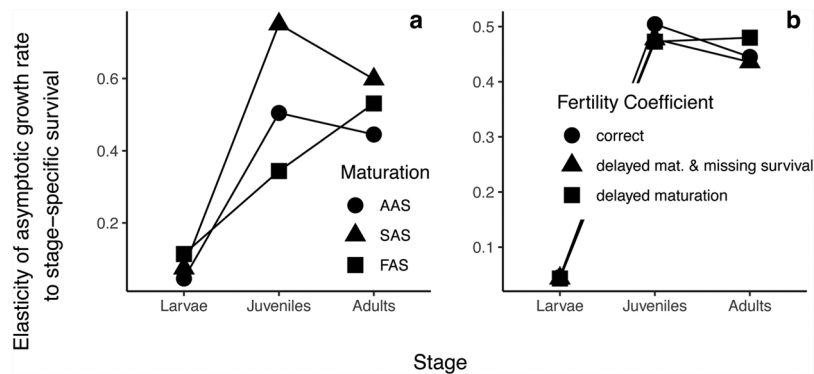 Elasticity of asymptotic growth rate
to stage−specific survival
a
0.6
0.4
0.2
Maturation
AAS
SAS
FAS
Larvae Juveniles Adults
b
0.5
0.4
0.3
0.2
0.1
Fertility Coefficient
correct
delayed mat. & missing survival
delayed maturation
Larvae Juveniles Adults
Stage